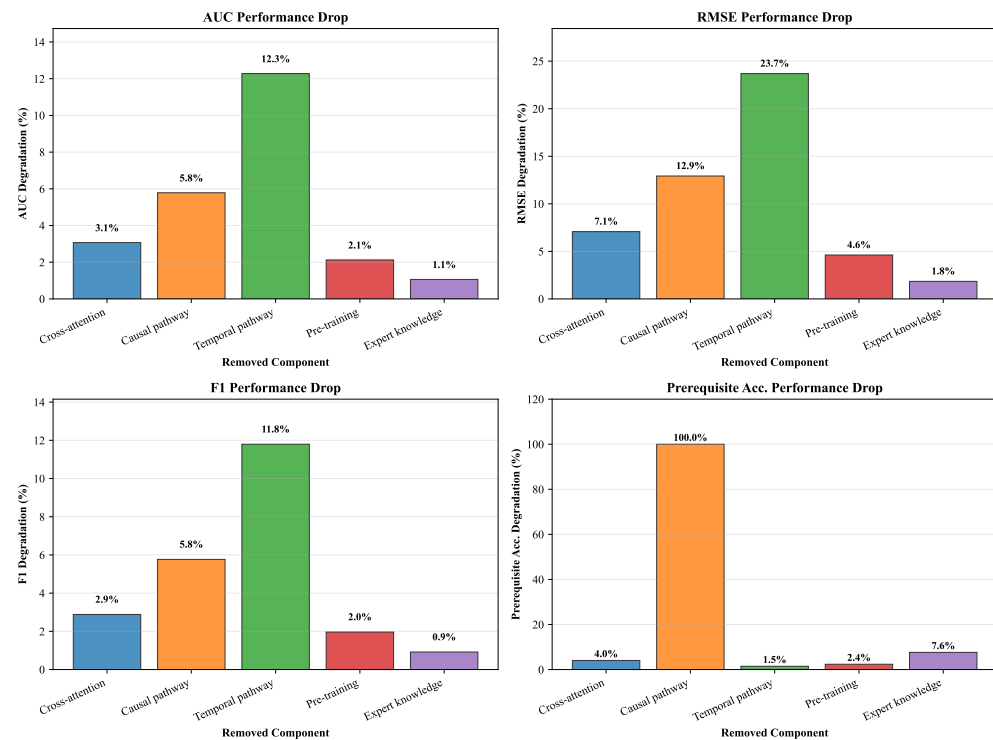 AUC Performance Drop
AUC Degradation (%)
14
12
10
8
6
4
2
0
3.1%
5.8%
12.3%
2.1%
1.1%
Cross-attention
Causal pathway
Temporal pathway
Pre-training
Expert knowledge
Removed Component
RMSE Performance Drop
RMSE Degradation (%)
25
20
15
10
5
0
7.1%
12.9%
23.7%
4.6%
1.8%
Cross-attention
Causal pathway
Temporal pathway
Pre-training
Expert knowledge
Removed Component
F1 Performance Drop
F1 Degradation (%)
14
12
10
8
6
4
2
0
2.9%
5.8%
11.8%
2.0%
0.9%
Cross-attention
Causal pathway
Temporal pathway
Pre-training
Expert knowledge
Removed Component
Prerequisite Acc. Performance Drop
Prerequisite Acc. Degradation (%)
120
100
80
60
40
20
0
4.0%
100.0%
1.5%
2.4%
7.6%
Cross-attention
Causal pathway
Temporal pathway
Pre-training
Expert knowledge
Removed Component